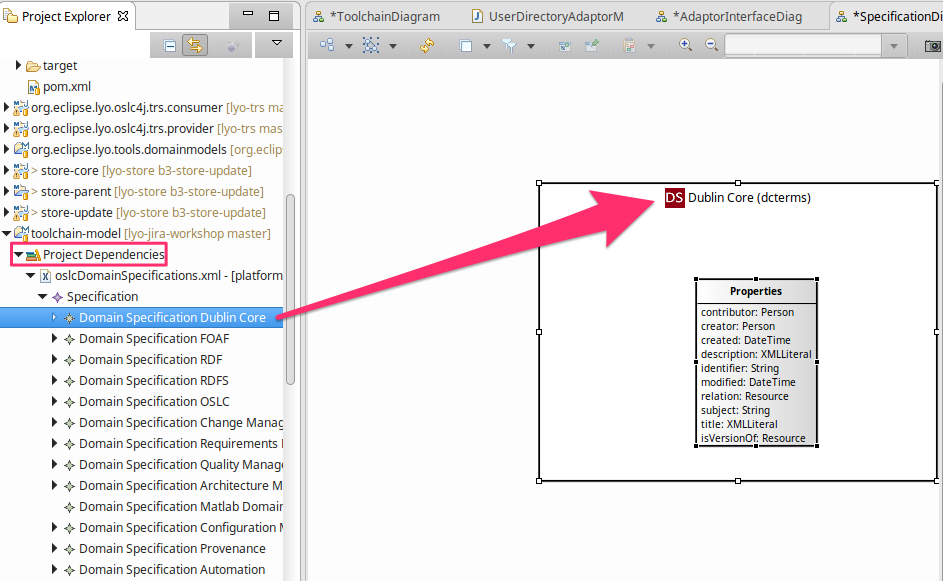 Project Explorer
*ToolchainDiagram
UserDirectoryAdaptorM
*AdaptorInterfaceDiag
*SpecificationDi
target
pom.xml
org.eclipse.lyo.oslc4j.trs.consumer [lyo-trs mas
org.eclipse.lyo.oslc4j.trs.provider [lyo-trs mas
org.eclipse.lyo.tools.domainmodels [org.eclip
> store-core [lyo-store b3-store-update]
> store-parent [lyo-store b3-store-update]
> store-update [lyo-store b3-store-update]
toolchain-model [lyo-jira-workshop master]
Project Dependencies
oslcDomainSpecifications.xml - [platform
Specification
Domain Specification Dublin Core
Domain Specification FOAF
Domain Specification RDF
Domain Specification RDFS
Domain Specification OSLC
Domain Specification Change Manag
Domain Specification Requirements
Domain Specification Quality Manage
Domain Specification Architecture M
Domain Specification Matlab Domain
Domain Specification Configuration M
Domain Specification Provenance
Domain Specification Automation
DS Dublin Core (dcterms)
Properties
contributor: Person
creator: Person
created: DateTime
description: XMLLiteral
identifier: String
modified: DateTime
relation: Resource
subject: String
title: XMLLiteral
isVersionOf: Resource